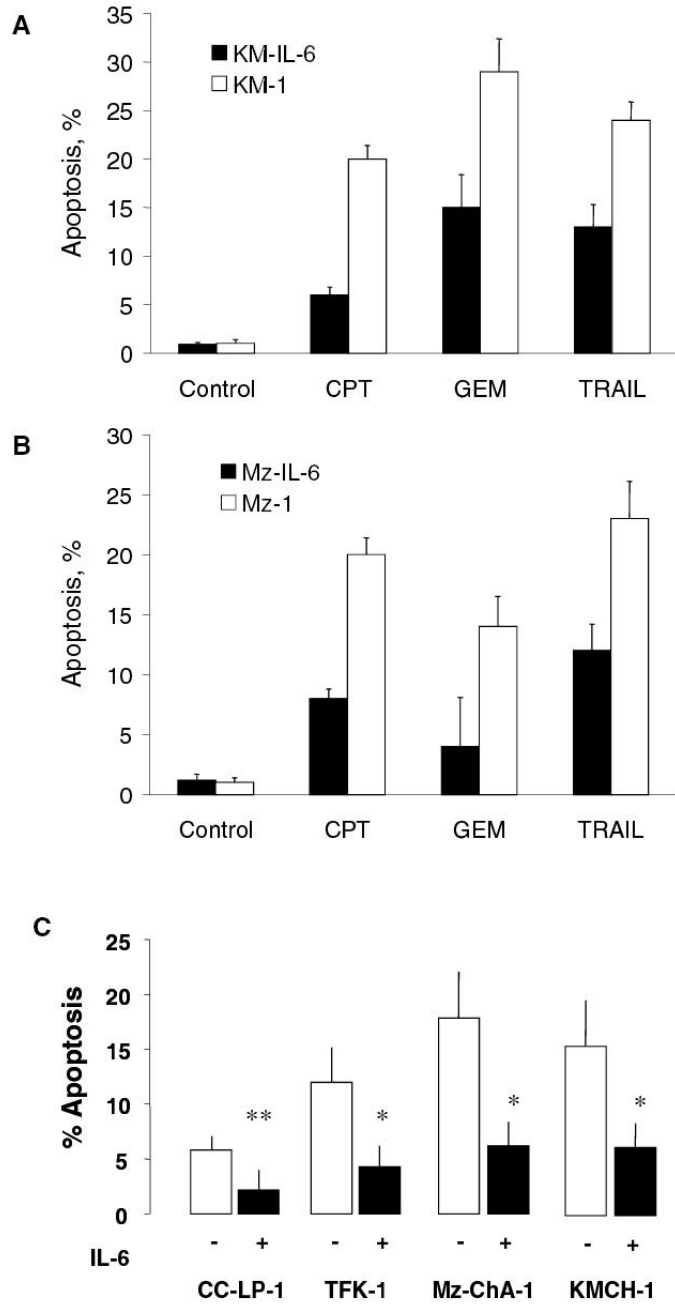 A
35
30
25
20
15
10
5
0
Apoptosis, %
KM-IL-6
KM-1
Control CPT GEM TRAIL
B
30
25
20
15
10
5
0
Apoptosis, %
Mz-IL-6
Mz-1
Control CPT GEM TRAIL
C
25
20
15
10
5
0
% Apoptosis
** * * *
IL-6 - + - + - + - +
CC-LP-1 TFK-1 Mz-ChA-1 KMCH-1